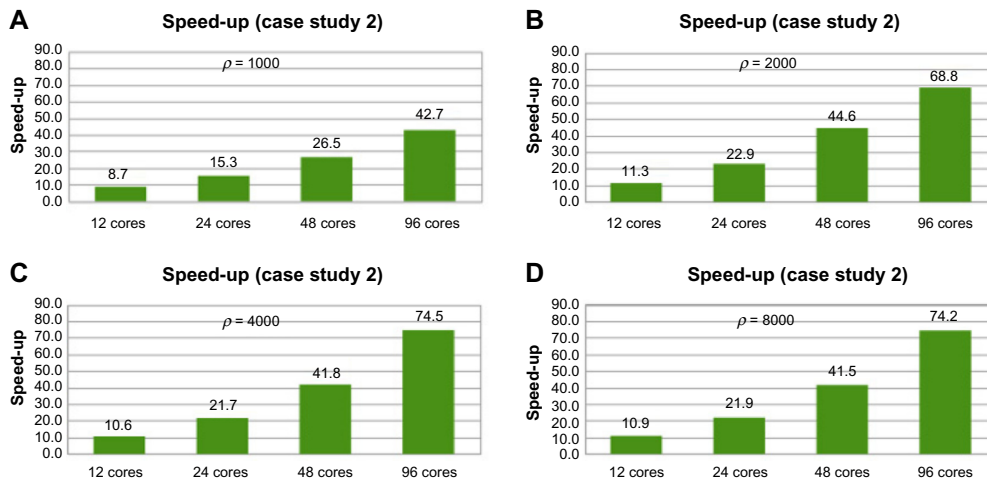 A
Speed-up (case study 2)
Speed-up
90.0
80.0
70.0
60.0
50.0
40.0
30.0
20.0
10.0
0.0
ρ = 1000
8.7
15.3
26.5
42.7
12 cores
24 cores
48 cores
96 cores
B
Speed-up (case study 2)
Speed-up
90.0
80.0
70.0
60.0
50.0
40.0
30.0
20.0
10.0
0.0
ρ = 2000
11.3
22.9
44.6
68.8
12 cores
24 cores
48 cores
96 cores
C
Speed-up (case study 2)
Speed-up
90.0
80.0
70.0
60.0
50.0
40.0
30.0
20.0
10.0
0.0
ρ = 4000
10.6
21.7
41.8
74.5
12 cores
24 cores
48 cores
96 cores
D
Speed-up (case study 2)
Speed-up
90.0
80.0
70.0
60.0
50.0
40.0
30.0
20.0
10.0
0.0
ρ = 8000
10.9
21.9
41.5
74.2
12 cores
24 cores
48 cores
96 cores